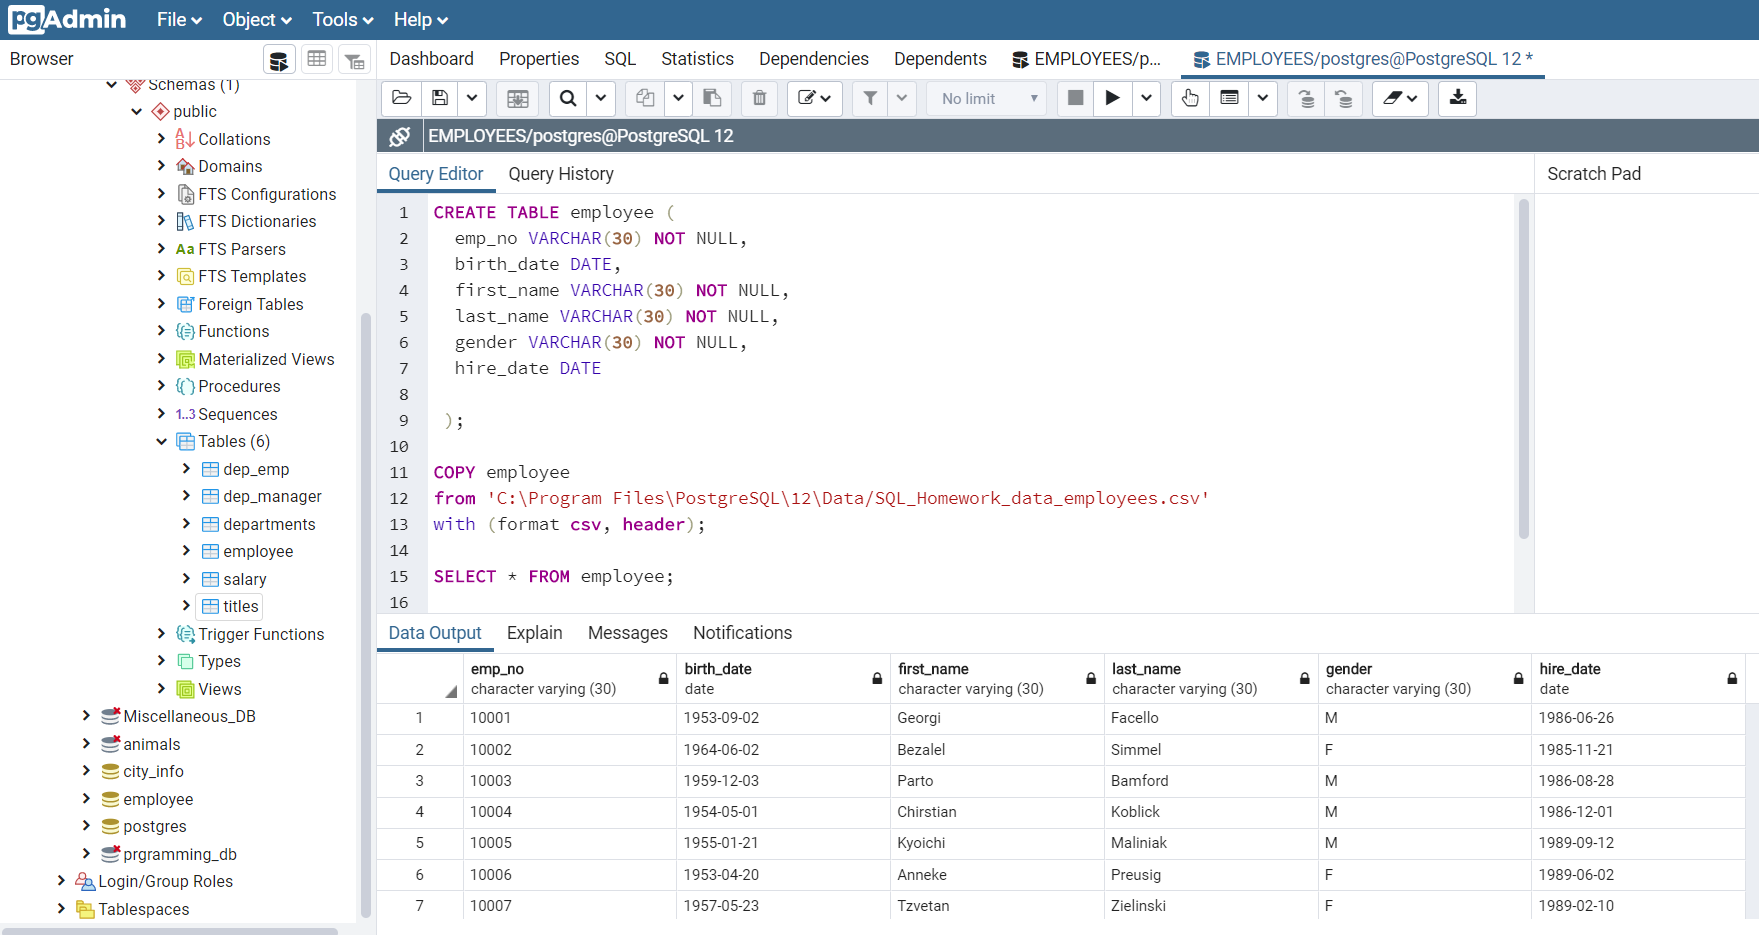 pgAdmin File Object Tools Help
Browser
Dashboard Properties SQL Statistics Dependencies Dependents EMPLOYEES/p... EMPLOYEES/postgres@PostgreSQL 12 *
No limit
EMPLOYEES/postgres@PostgreSQL 12
Schemas (1)
public
Collations
Domains
FTS Configurations
FTS Dictionaries
Aa FTS Parsers
FTS Templates
Foreign Tables
Functions
Materialized Views
Procedures
1..3 Sequences
Tables (6)
dep_emp
dep_manager
departments
employee
salary
titles
Trigger Functions
Types
Views
Miscellaneous_DB
animals
city_info
employee
postgres
prgramming_db
Login/Group Roles
Tablespaces
Query Editor Query History
Scratch Pad
1 CREATE TABLE employee (
2 emp_no VARCHAR(30) NOT NULL,
3 birth_date DATE,
4 first_name VARCHAR(30) NOT NULL,
5 last_name VARCHAR(30) NOT NULL,
6 gender VARCHAR(30) NOT NULL,
7 hire_date DATE
8
9 );
10
11 COPY employee
12 from 'C:\Program Files\PostgreSQL\12\Data/SQL_Homework_data_employees.csv'
13 with (format csv, header);
14
15 SELECT * FROM employee;
16
Data Output Explain Messages Notifications
emp_no birth_date first_name last_name gender hire_date
character varying (30) date character varying (30) character varying (30) character varying (30) date
1 10001 1953-09-02 Georgi Facello M 1986-06-26
2 10002 1964-06-02 Bezalel Simmel F 1985-11-21
3 10003 1959-12-03 Parto Bamford M 1986-08-28
4 10004 1954-05-01 Chirstian Koblick M 1986-12-01
5 10005 1955-01-21 Kyoichi Maliniak M 1989-09-12
6 10006 1953-04-20 Anneke Preusig F 1989-06-02
7 10007 1957-05-23 Tzvetan Zielinski F 1989-02-10